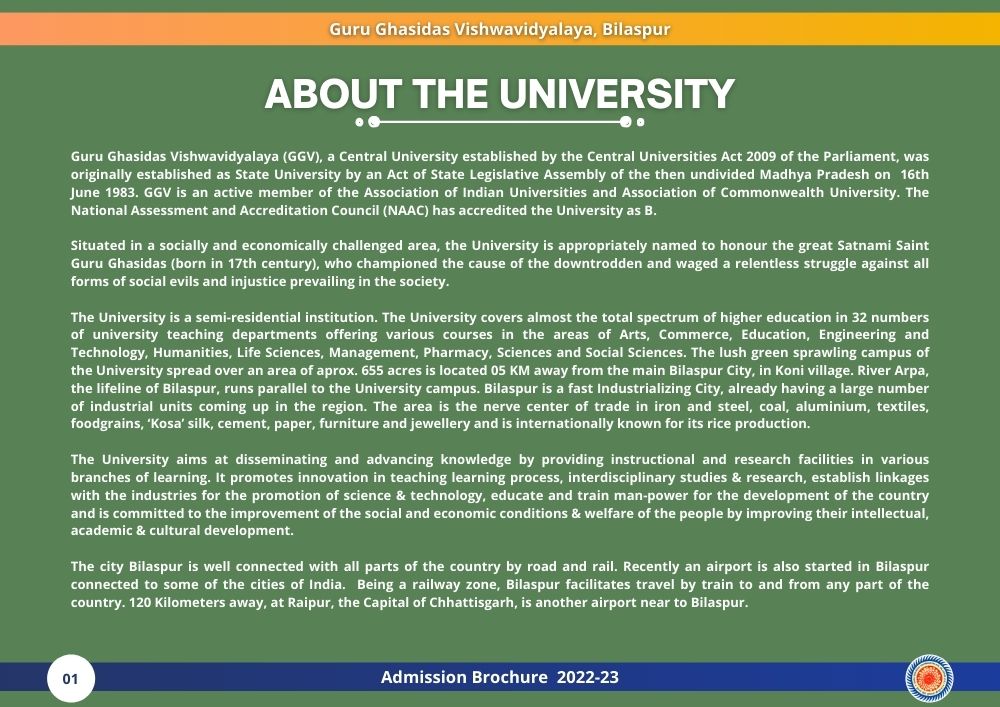 Guru Ghasidas Vishwavidyalaya, Bilaspur
ABOUT THE UNIVERSITY
Guru Ghasidas Vishwavidyalaya (GGV), a Central University established by the Central Universities Act 2009 of the Parliament, was
originally established as State University by an Act of State Legislative Assembly of the then undivided Madhya Pradesh on  16th
June 1983. GGV is an active member of the Association of Indian Universities and Association of Commonwealth University. The
National Assessment and Accreditation Council (NAAC) has accredited the University as B.
Situated in a socially and economically challenged area, the University is appropriately named to honour the great Satnami Saint
Guru Ghasidas (born in 17th century), who championed the cause of the downtrodden and waged a relentless struggle against all
forms of social evils and injustice prevailing in the society.
The University is a semi-residential institution. The University covers almost the total spectrum of higher education in 32 numbers
of university teaching departments offering various courses in the areas of Arts, Commerce, Education, Engineering and
Technology, Humanities, Life Sciences, Management, Pharmacy, Sciences and Social Sciences. The lush green sprawling campus of
the University spread over an area of aprox. 655 acres is located 05 KM away from the main Bilaspur City, in Koni village. River Arpa,
the lifeline of Bilaspur, runs parallel to the University campus. Bilaspur is a fast Industrializing City, already having a large number
of industrial units coming up in the region. The area is the nerve center of trade in iron and steel, coal, aluminium, textiles,
foodgrains, ‘Kosa’ silk, cement, paper, furniture and jewellery and is internationally known for its rice production.
The University aims at disseminating and advancing knowledge by providing instructional and research facilities in various
branches of learning. It promotes innovation in teaching learning process, interdisciplinary studies & research, establish linkages
with the industries for the promotion of science & technology, educate and train man-power for the development of the country
and is committed to the improvement of the social and economic conditions & welfare of the people by improving their intellectual,
academic & cultural development.
The city Bilaspur is well connected with all parts of the country by road and rail. Recently an airport is also started in Bilaspur
connected to some of the cities of India.  Being a railway zone, Bilaspur facilitates travel by train to and from any part of the
country. 120 Kilometers away, at Raipur, the Capital of Chhattisgarh, is another airport near to Bilaspur.
01
Admission Brochure  2022-23